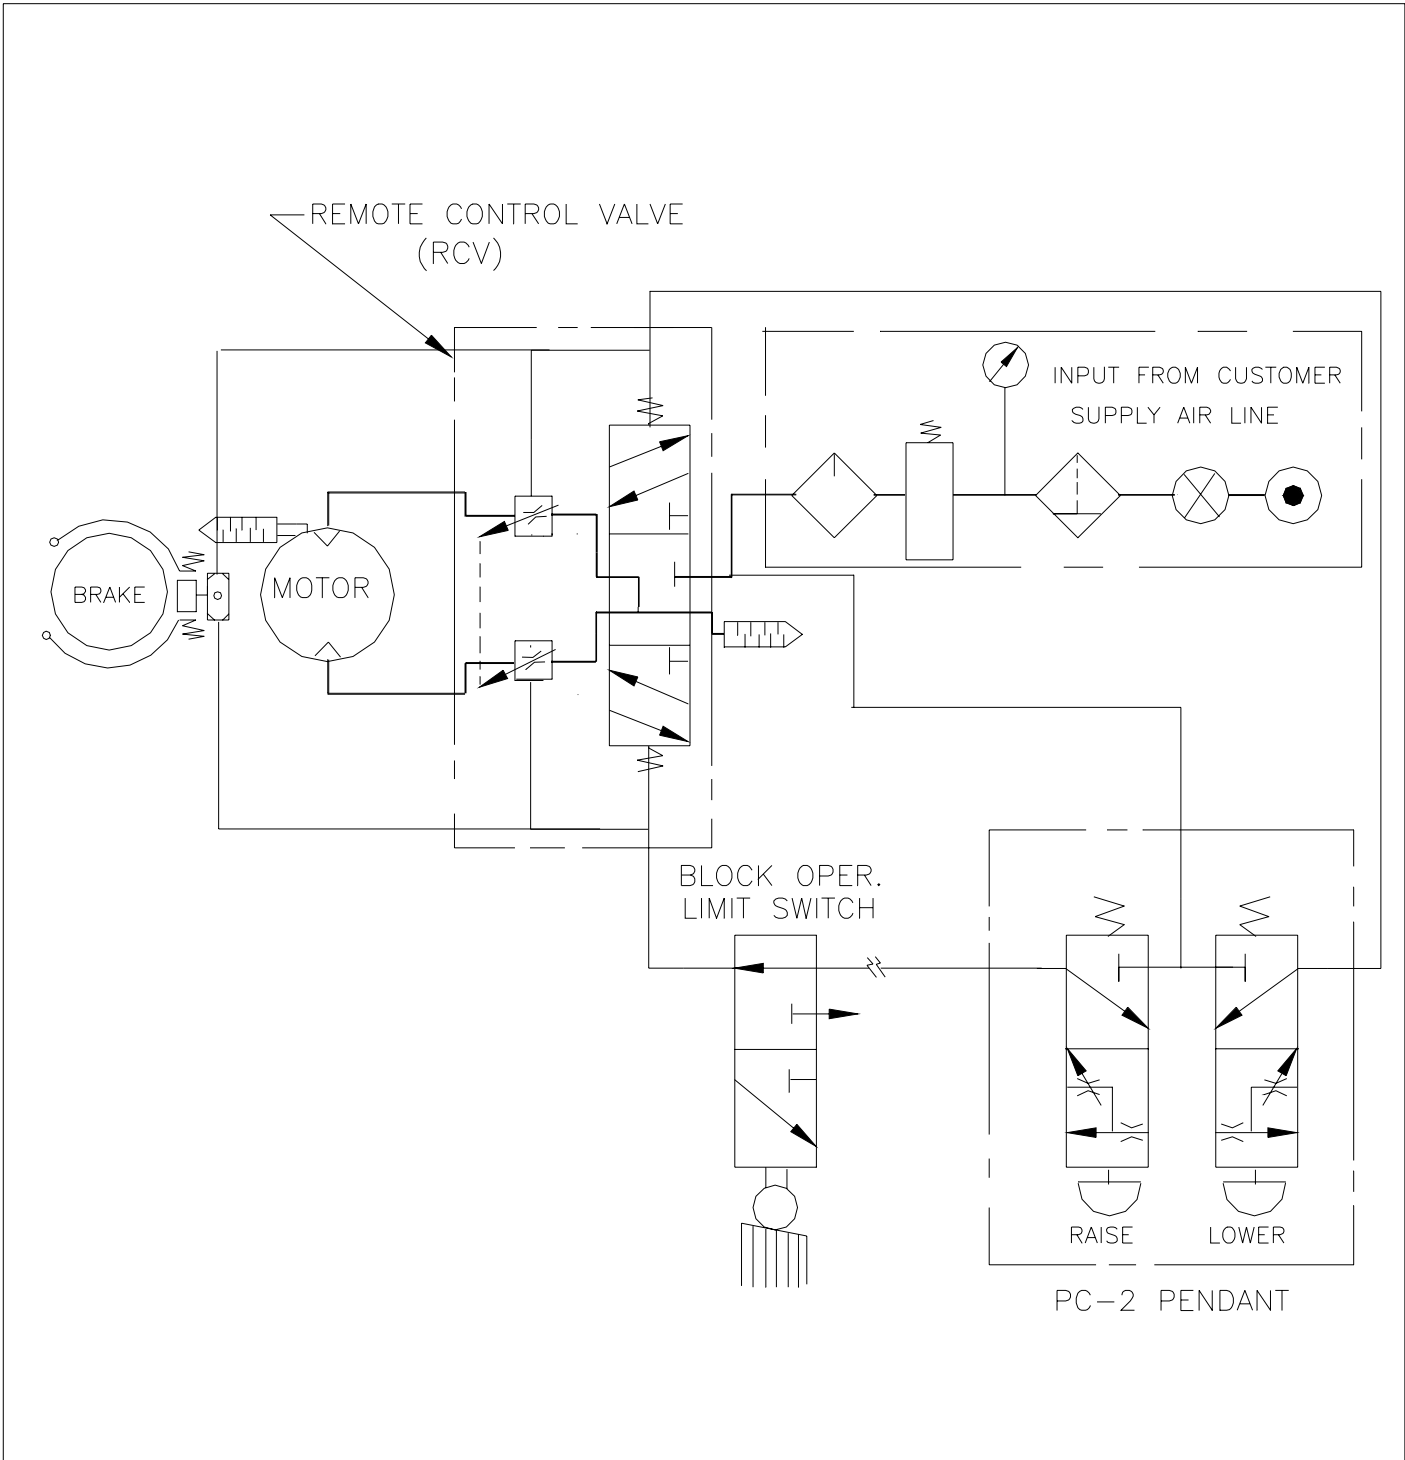 REMOTE CONTROL VALVE
(RCV)
INPUT FROM CUSTOMER
SUPPLY AIR LINE
MOTOR
BRAKE
BLOCK OPER.
LIMIT SWITCH
RAISE
LOWER
PC-2 PENDANT